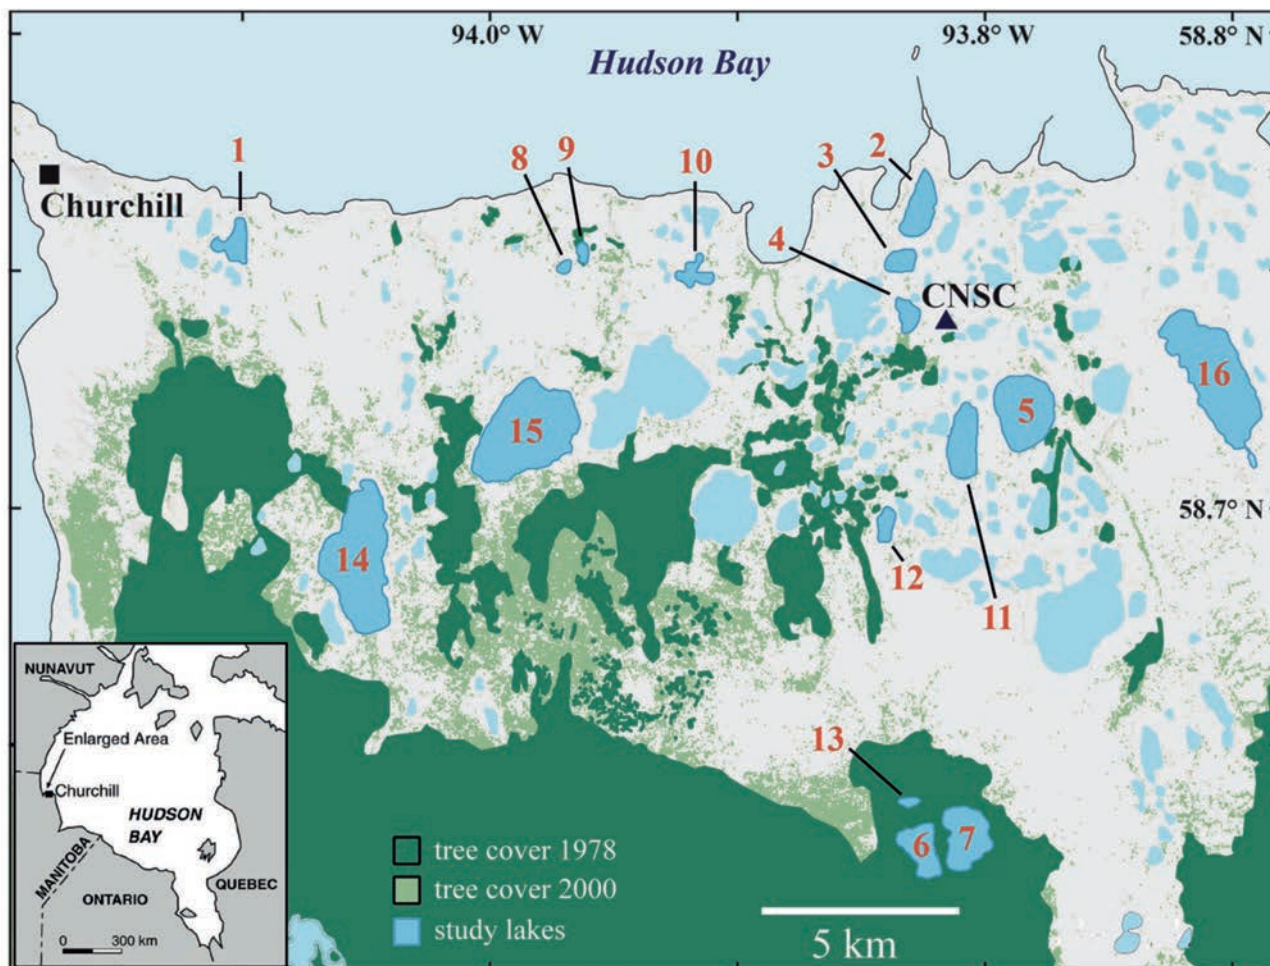 94.0° W
93.8° W
58.8° N
Hudson Bay
1
8
9
10
3
2
Churchill
4
CNSC
16
5
15
58.7° N
14
12
11
13
6
7
tree cover 1978
tree cover 2000
study lakes
5 km
NUNAVUT
Enlarged Area
Churchill
HUDSON
BAY
MANITOBA
ONTARIO
QUEBEC
0 300 km